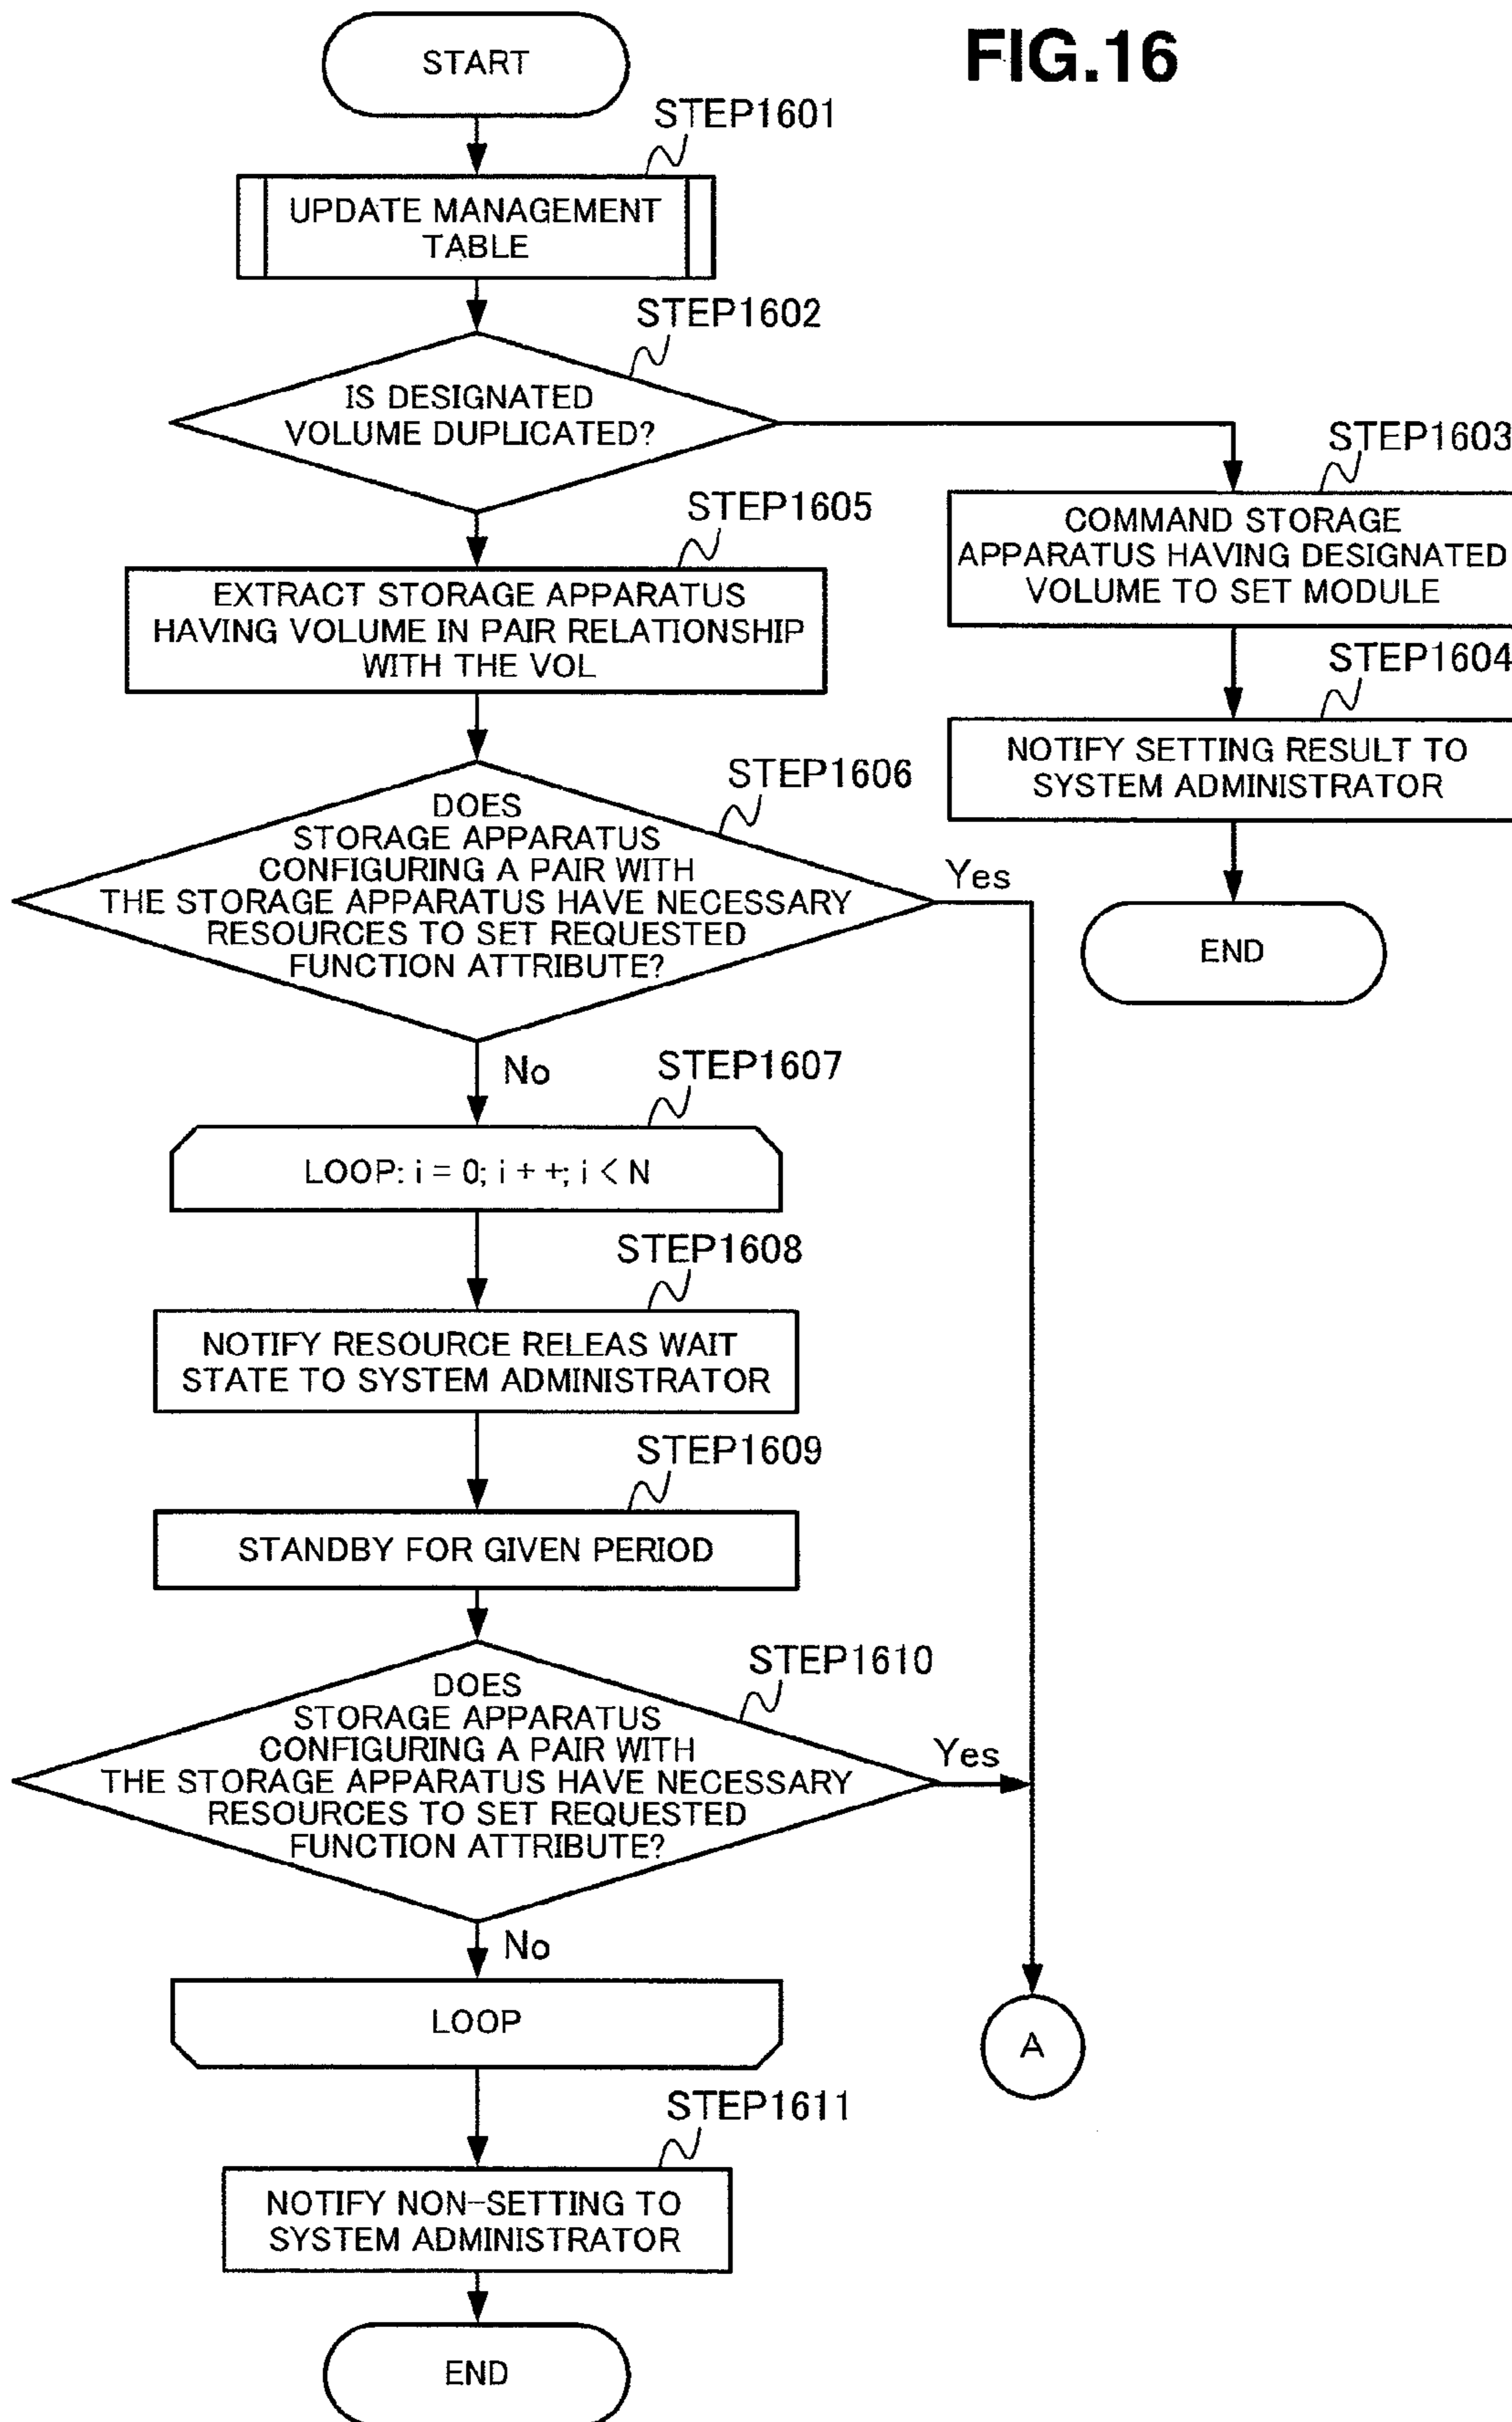 FIG.16
START
STEP1601
UPDATE MANAGEMENT
TABLE
STEP1602
IS DESIGNATED
VOLUME DUPLICATED?
STEP1603
COMMAND STORAGE
APPARATUS HAVING DESIGNATED
VOLUME TO SET MODULE
STEP1604
NOTIFY SETTING RESULT TO
SYSTEM ADMINISTRATOR
END
STEP1605
EXTRACT STORAGE APPARATUS
HAVING VOLUME IN PAIR RELATIONSHIP
WITH THE VOL
STEP1606
DOES
STORAGE APPARATUS
CONFIGURING A PAIR WITH
THE STORAGE APPARATUS HAVE NECESSARY
RESOURCES TO SET REQUESTED
FUNCTION ATTRIBUTE?
Yes
No
STEP1607
LOOP: i = 0; i + +; i < N
STEP1608
NOTIFY RESOURCE RELEAS WAIT
STATE TO SYSTEM ADMINISTRATOR
STEP1609
STANDBY FOR GIVEN PERIOD
STEP1610
DOES
STORAGE APPARATUS
CONFIGURING A PAIR WITH
THE STORAGE APPARATUS HAVE NECESSARY
RESOURCES TO SET REQUESTED
FUNCTION ATTRIBUTE?
Yes
No
LOOP
A
STEP1611
NOTIFY NON-SETTING TO
SYSTEM ADMINISTRATOR
END